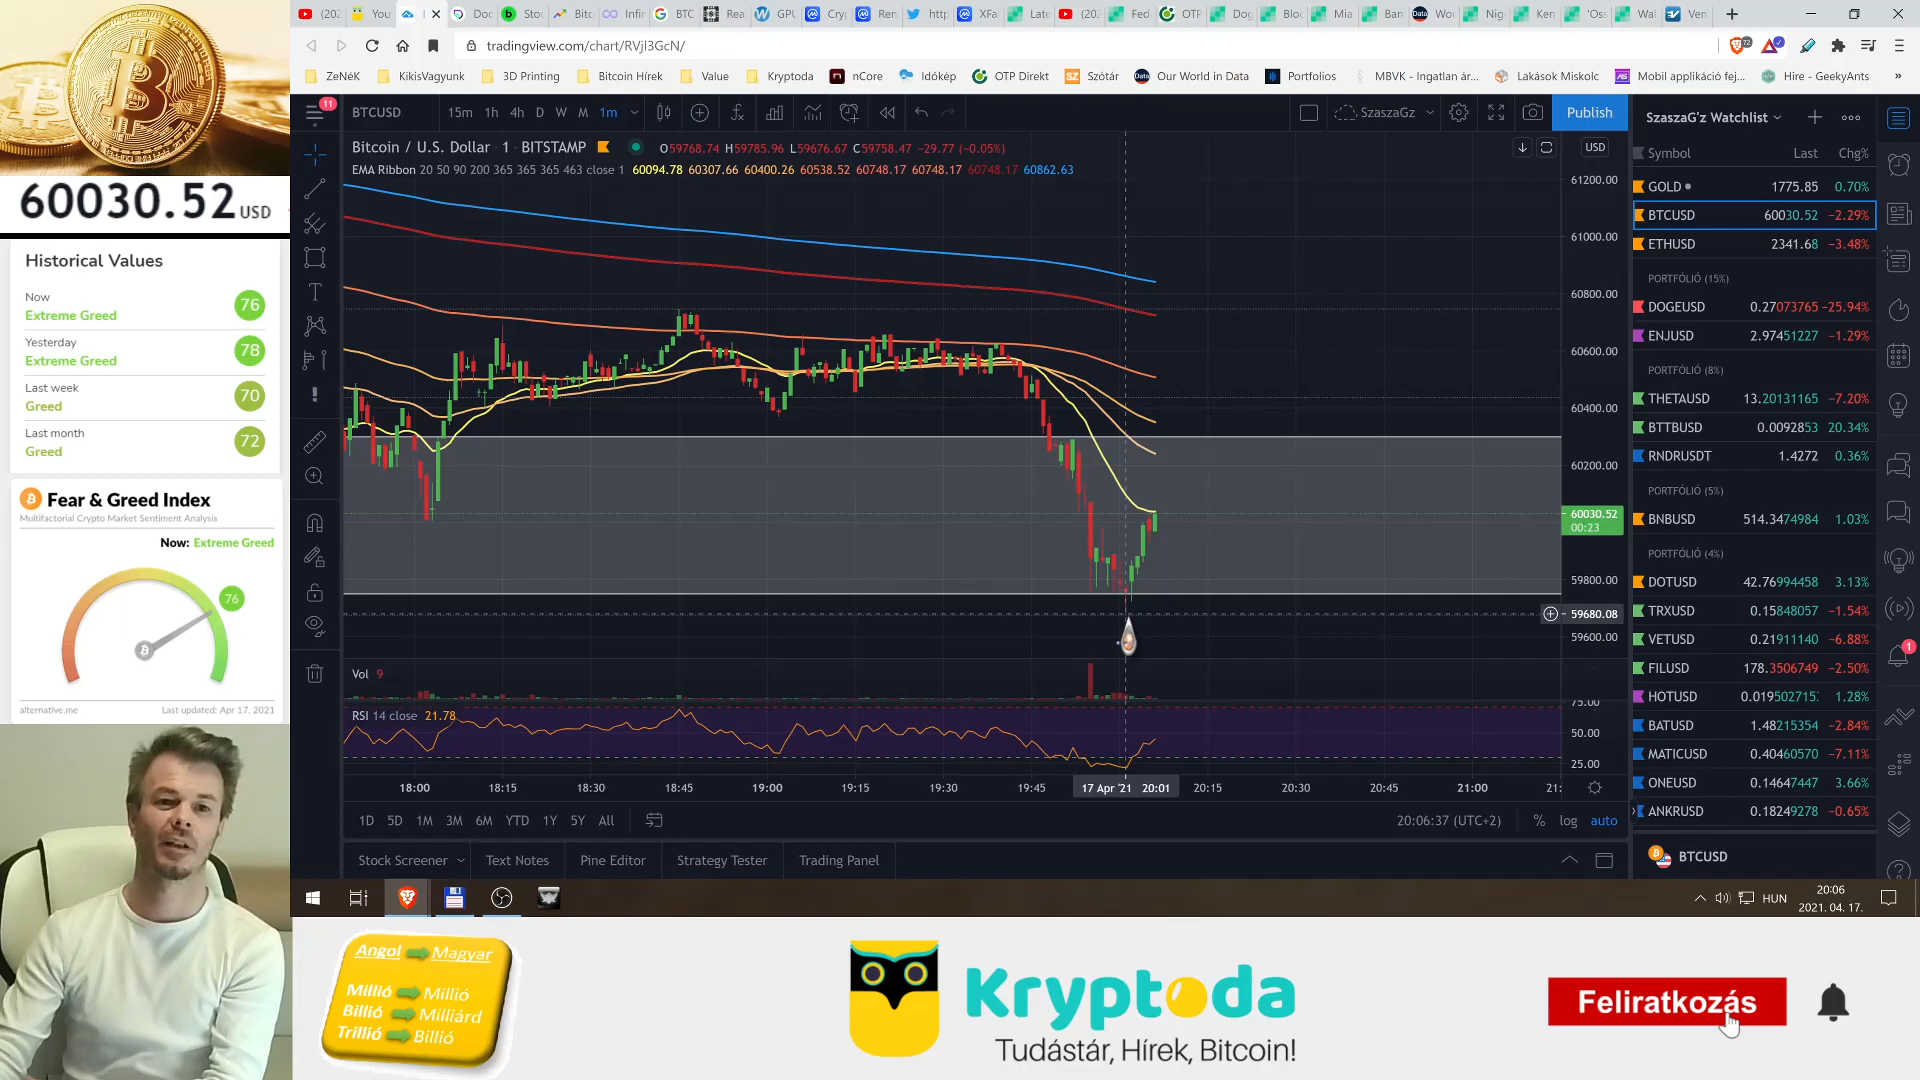 60030.52 USD
Historical Values
Now
Extreme Greed
76
Yesterday
Extreme Greed
78
Last week
Greed
70
Last month
Greed
72
Fear & Greed Index
Multifactorial Crypto Market Sentiment Analysis
Now: Extreme Greed
76
alternative.me
Last updated: Apr 17, 2021
tradingview.com/chart/RVjI3GcN/
72
ZeNéK KikisVagyunk 3D Printing Bitcoin Hírek Value Kryptoda nCore Időkép OTP Direkt Szótár Our World in Data Portfolios MBVK - Ingatlan ár... Lakások Miskolc Mobil applikáció fej... Hire - GeekyAnts »
11
BTCUSD 15m 1h 4h D W M 1m
SzaszaGz
Publish
Bitcoin / U.S. Dollar · 1 · BITSTAMP O59768.74 H59785.96 L59676.67 C59758.47 −29.77 (−0.05%)
EMA Ribbon 20 50 90 200 365 365 365 463 close 1 60094.78 60307.66 60400.26 60538.52 60748.17 60748.17 60748.17 60862.63
USD
61200.00
61000.00
60800.00
60600.00
60400.00
60200.00
60030.52
00:23
59800.00
59680.08
59600.00
Vol 9
RSI 14 close 21.78
75.00
50.00
25.00
18:00 18:15 18:30 18:45 19:00 19:15 19:30 19:45 17 Apr '21 20:01 20:15 20:30 20:45 21:00 21:
1D 5D 1M 3M 6M YTD 1Y 5Y All
20:06:37 (UTC+2) % log auto
Stock Screener Text Notes Pine Editor Strategy Tester Trading Panel
SzaszaG'z Watchlist
Symbol Last Chg%
GOLD 1775.85 0.70%
BTCUSD 60030.52 −2.29%
ETHUSD 2341.68 −3.48%
PORTFÓLIÓ (15%)
DOGEUSD 0.27073765 −25.94%
ENJUSD 2.97451227 −1.29%
PORTFÓLIÓ (8%)
THETAUSD 13.20131165 −7.20%
BTTBUSD 0.0092853 20.34%
RNDRUSDT 1.4272 0.36%
PORTFÓLIÓ (5%)
BNBUSD 514.3474984 1.03%
PORTFÓLIÓ (4%)
DOTUSD 42.76994458 3.13%
TRXUSD 0.15848057 −1.54%
VETUSD 0.21911140 −6.88%
FILUSD 178.3506749 −2.50%
HOTUSD 0.019502715 1.28%
BATUSD 1.48215354 −2.84%
MATICUSD 0.40460570 −7.11%
ONEUSD 0.14647447 3.66%
ANKRUSD 0.18249278 −0.65%
BTCUSD
1
HUN
20:06
2021. 04. 17.
Angol Magyar
Millió Millió
Billió Milliárd
Trillió Billió
Kryptoda
Tudástár, Hírek, Bitcoin!
Feliratkozás